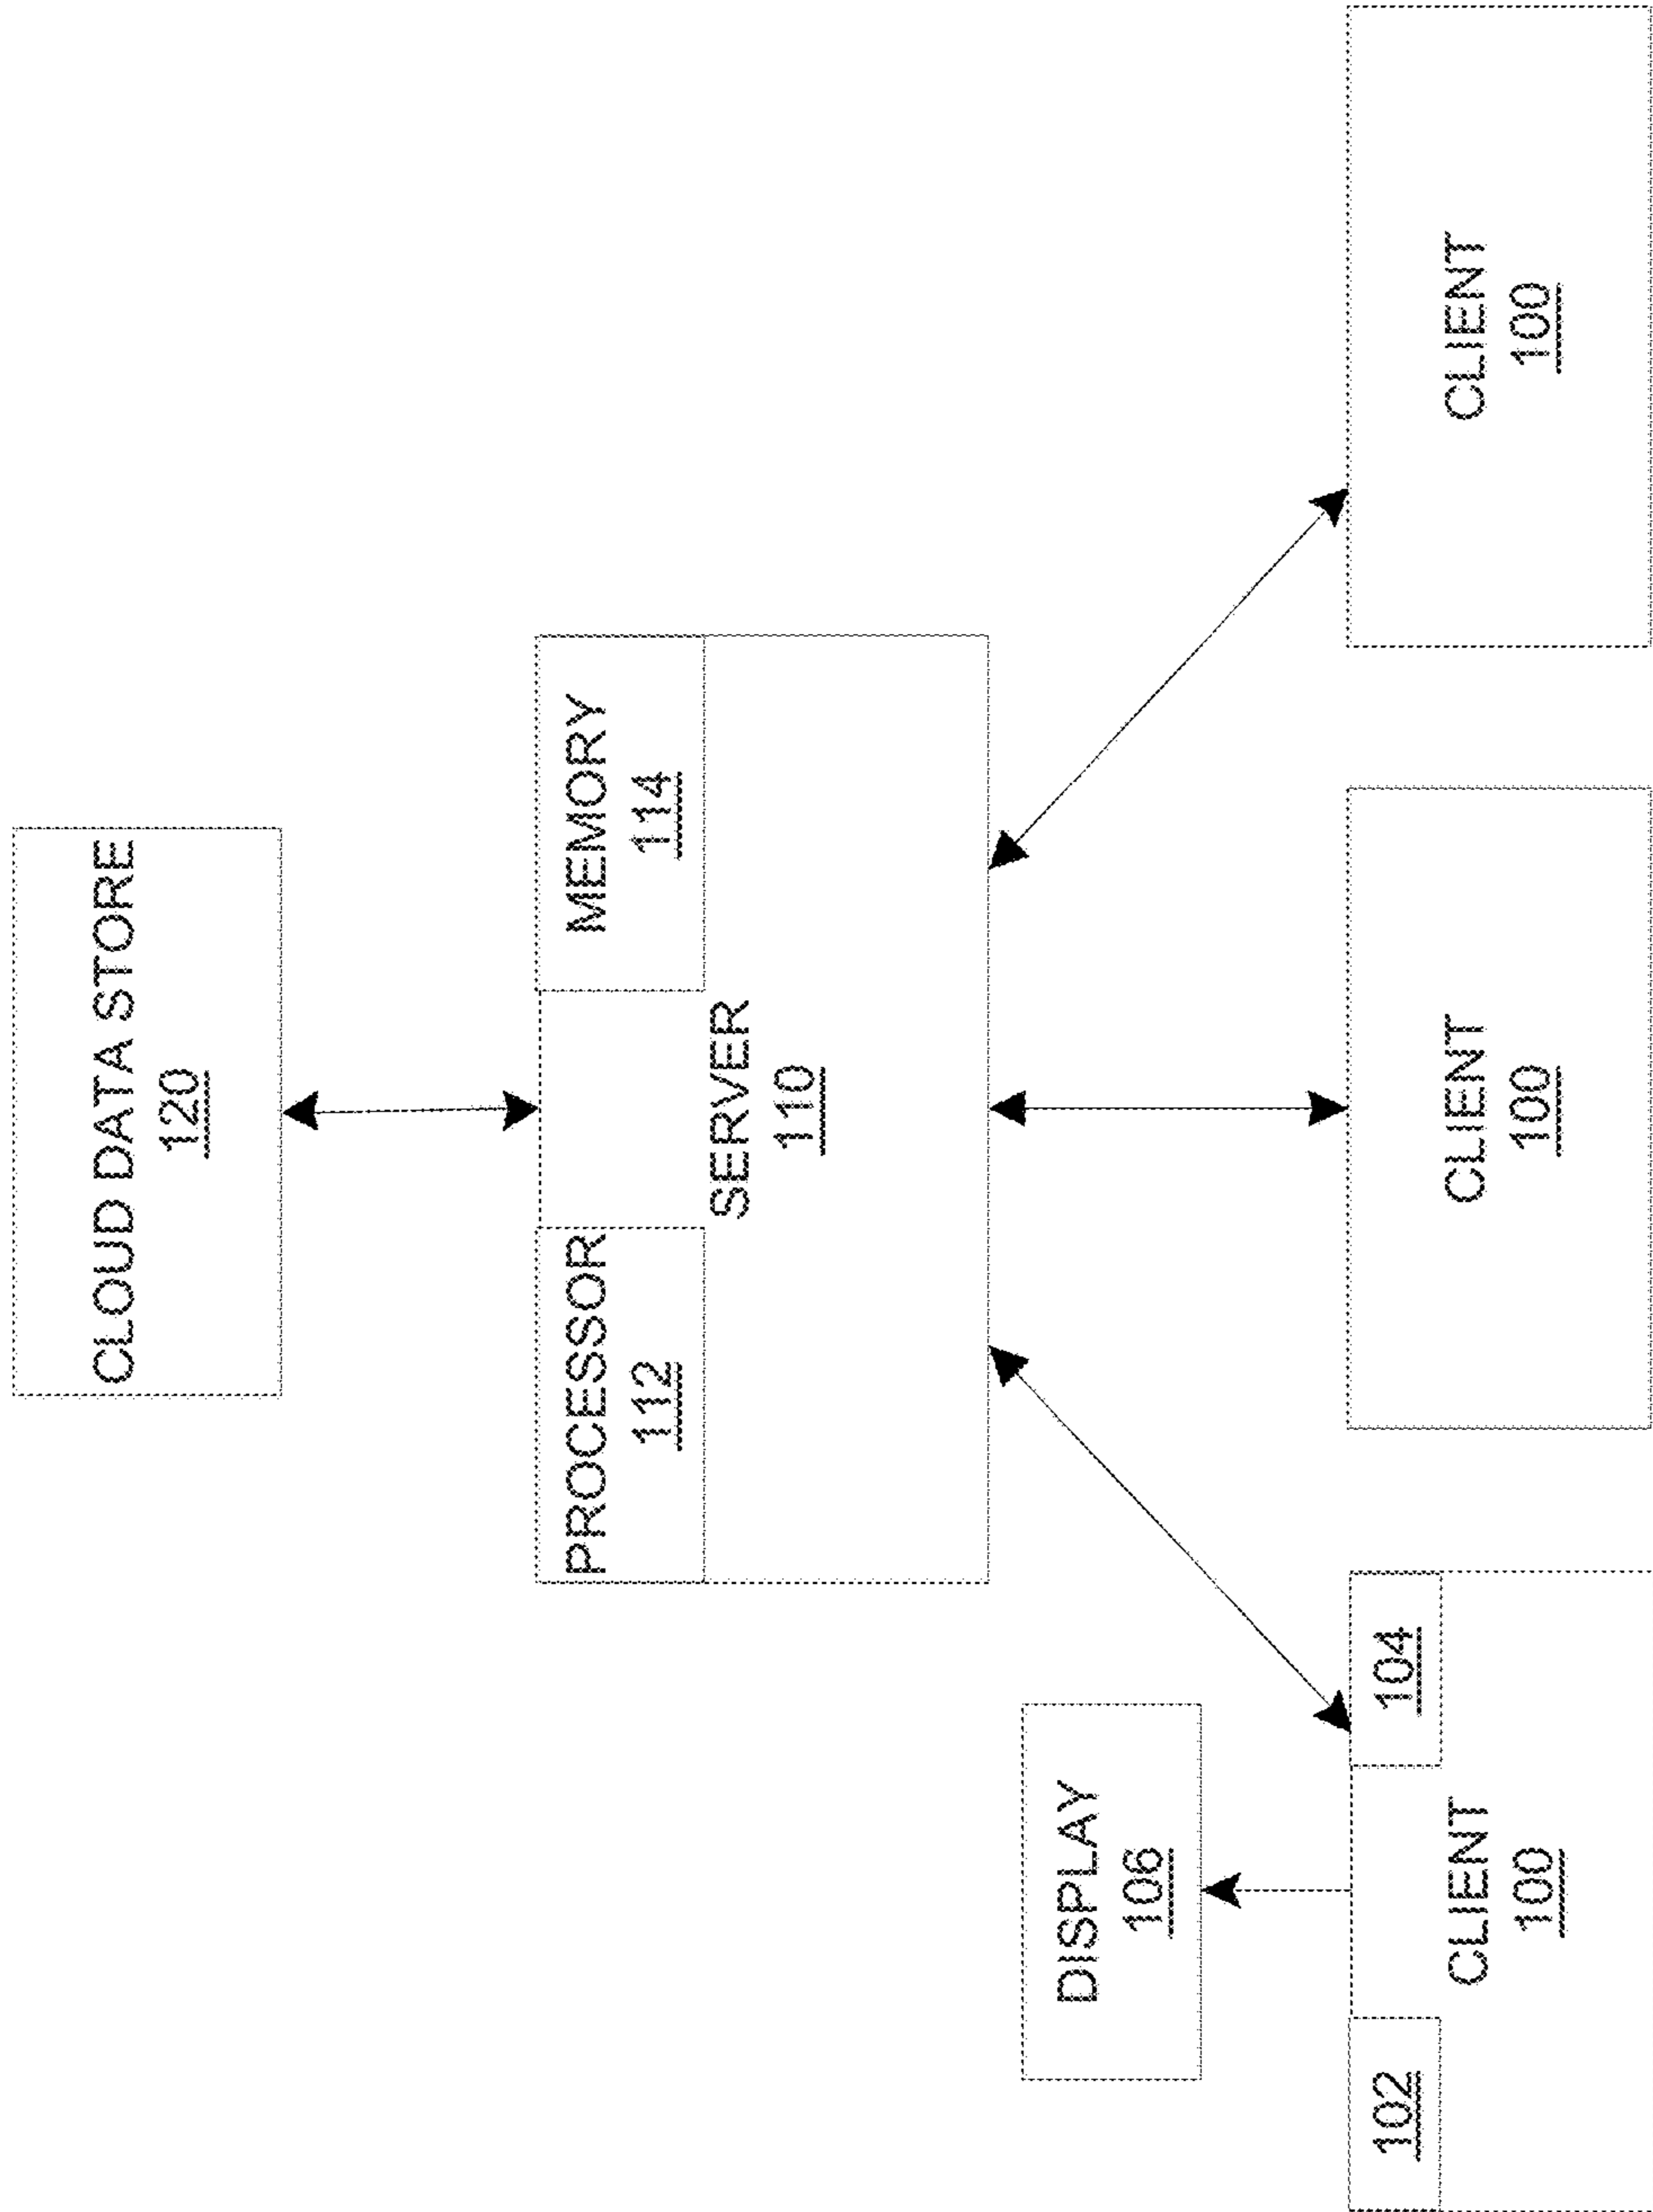 CLOUD DATA STORE
120
PROCESSOR
112
MEMORY
114
SERVER
110
DISPLAY
106
102
104
CLIENT
100
CLIENT
100
CLIENT
100